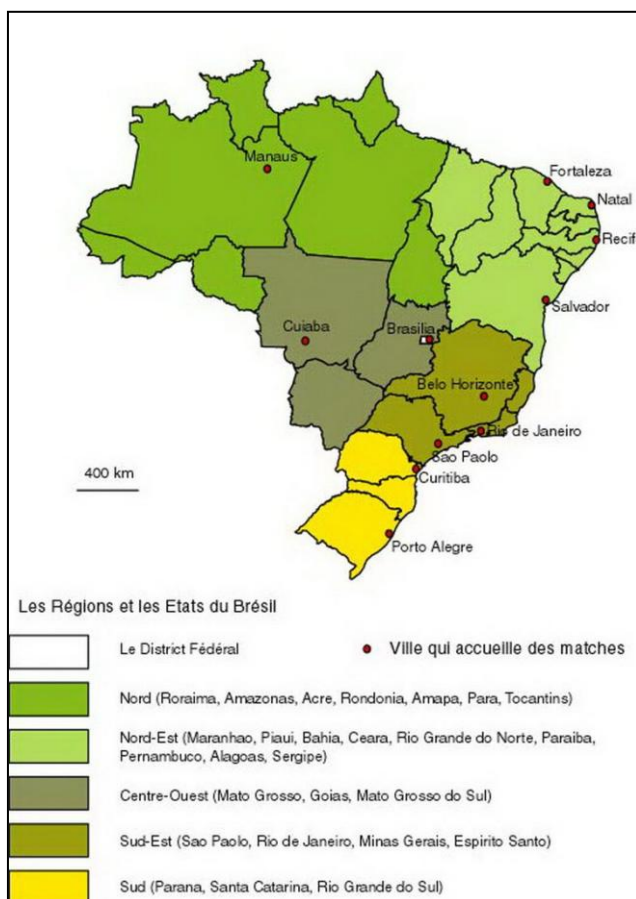 Manaus
Fortaleza
Natal
Recif
Salvador
Cuiaba
Brasilia
Belo Horizonte
Rio de Janeiro
Sao Paolo
Curitiba
400 km
Porto Alegre
Les Régions et les Etats du Brésil
Le District Fédéral
Ville qui accueille des matches
Nord (Roraima, Amazonas, Acre, Rondonia, Amapa, Para, Tocantins)
Nord-Est (Maranhao, Piaui, Bahia, Ceara, Rio Grande do Norte, Paraiba,
Pernambuco, Alagoas, Sergipe)
Centre-Ouest (Mato Grosso, Goias, Mato Grosso do Sul)
Sud-Est (Sao Paolo, Rio de Janeiro, Minas Gerais, Espirito Santo)
Sud (Parana, Santa Catarina, Rio Grande do Sul)